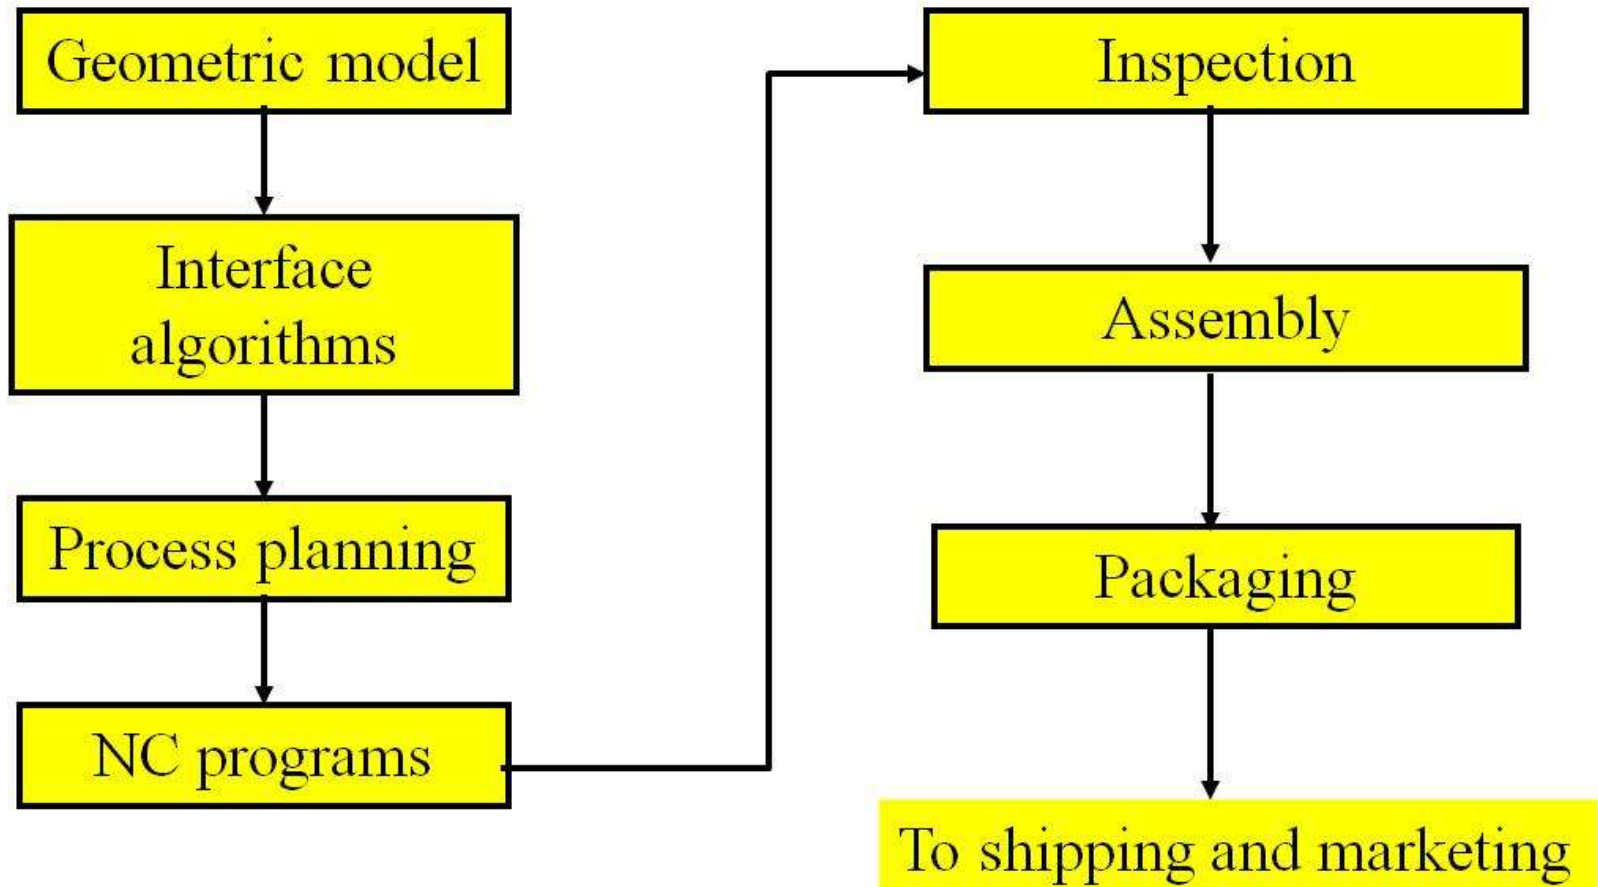 Geometric model
Interface
algorithms
Process planning
NC programs
Inspection
Assembly
Packaging
To shipping and marketing